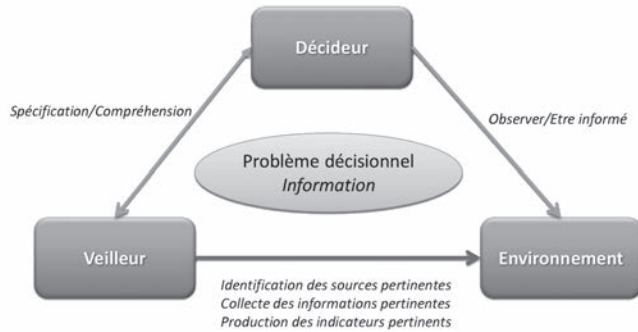 Décideur
Spécification/Compréhension
Observer/Etre informé
Problème décisionnel
Information
Veilleur
Environnement
Identification des sources pertinentes
Collecte des informations pertinentes
Production des indicateurs pertinents